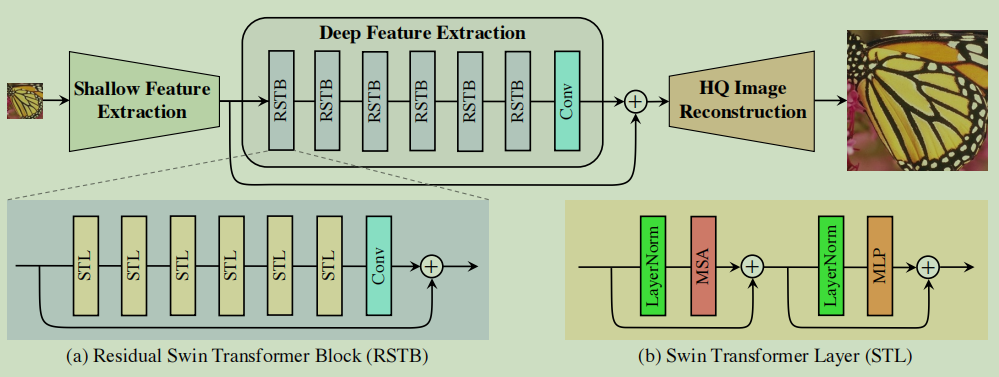 Deep Feature Extraction
Shallow Feature
Extraction
RSTB
RSTB
RSTB
RSTB
RSTB
RSTB
Conv
+
HQ Image
Reconstruction
STL
STL
STL
STL
STL
STL
Conv
+
LayerNorm
MSA
+
LayerNorm
MLP
+
(a) Residual Swin Transformer Block (RSTB)
(b) Swin Transformer Layer (STL)